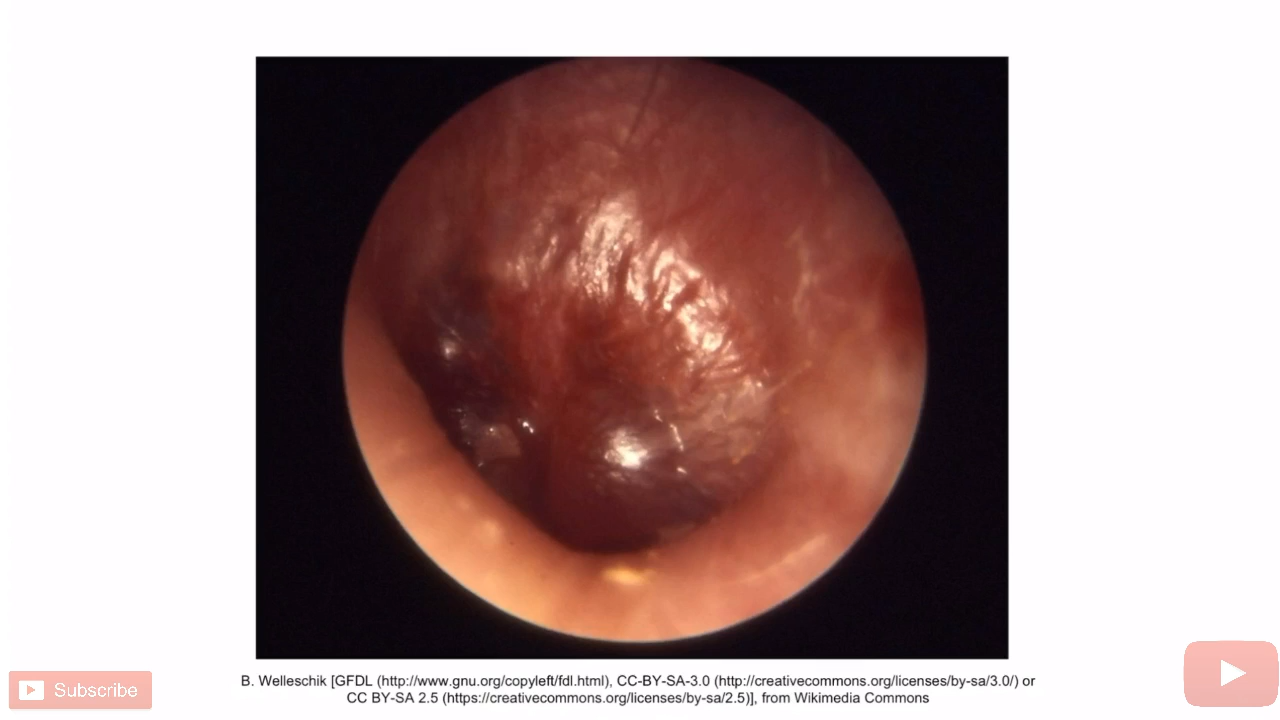 Subscribe
B. Welleschik [GFDL (http://www.gnu.org/copyleft/fdl.html), CC-BY-SA-3.0 (http://creativecommons.org/licenses/by-sa/3.0/) or
CC BY-SA 2.5 (https://creativecommons.org/licenses/by-sa/2.5)], from Wikimedia Commons